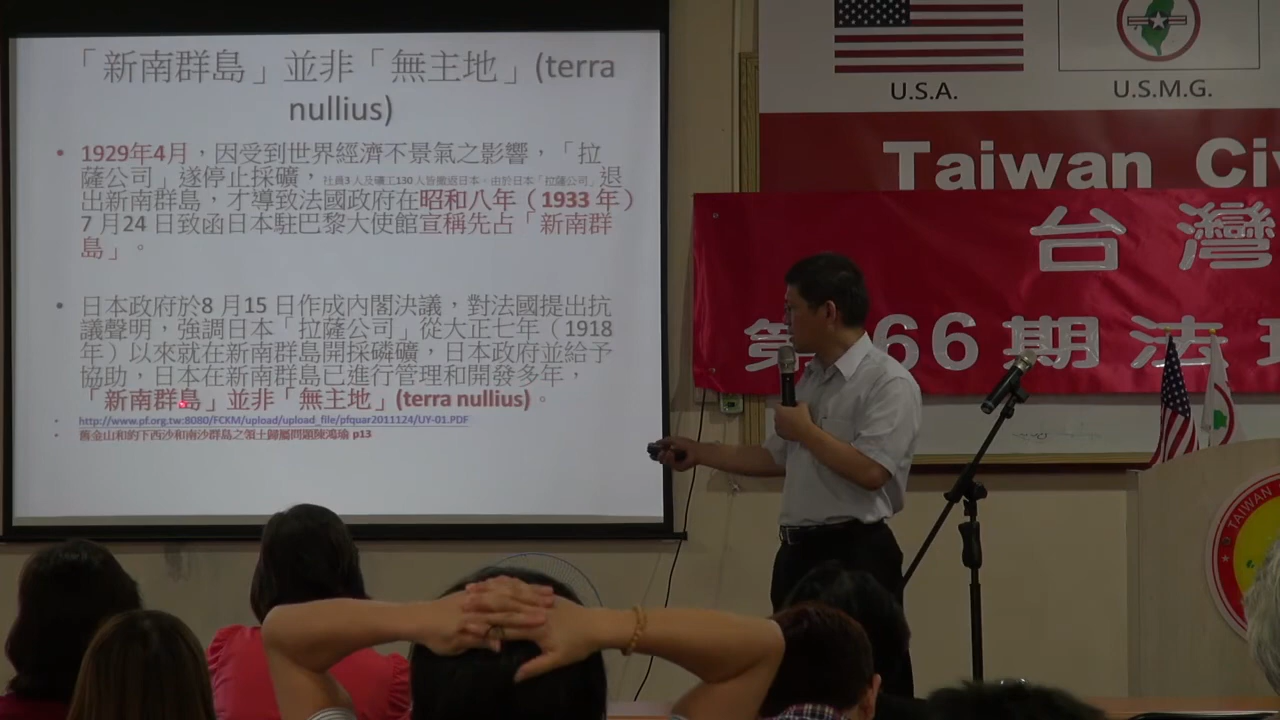 「新南群島」並非「無主地」(terra
nullius)
• 1929年4月，因受到世界經濟不景氣之影響，「拉
薩公司」遂停止採礦，社員3 人及礦工130 人皆撤返日本。由於日本「拉薩公司」退
出新南群島，才導致法國政府在昭和八年（1933 年）
7 月24 日致函日本駐巴黎大使館宣稱先占「新南群
島」。
• 日本政府於8 月15 日作成內閣決議，對法國提出抗
議聲明，強調日本「拉薩公司」從大正七年（1918
年）以來就在新南群島開採磷礦，日本政府並給予
協助，日本在新南群島已進行管理和開發多年，
「新南群島」並非「無主地」(terra nullius)。
• http://www.pf.org.tw:8080/FCKM/upload/upload_file/pfquar2011124/UY-01.PDF
• 舊金山和約下西沙和南沙群島之領土歸屬問題陳鴻瑜 p13
U.S.A.
U.S.M.G.
Taiwan Ci
台灣
第 66期法
TAIWAN